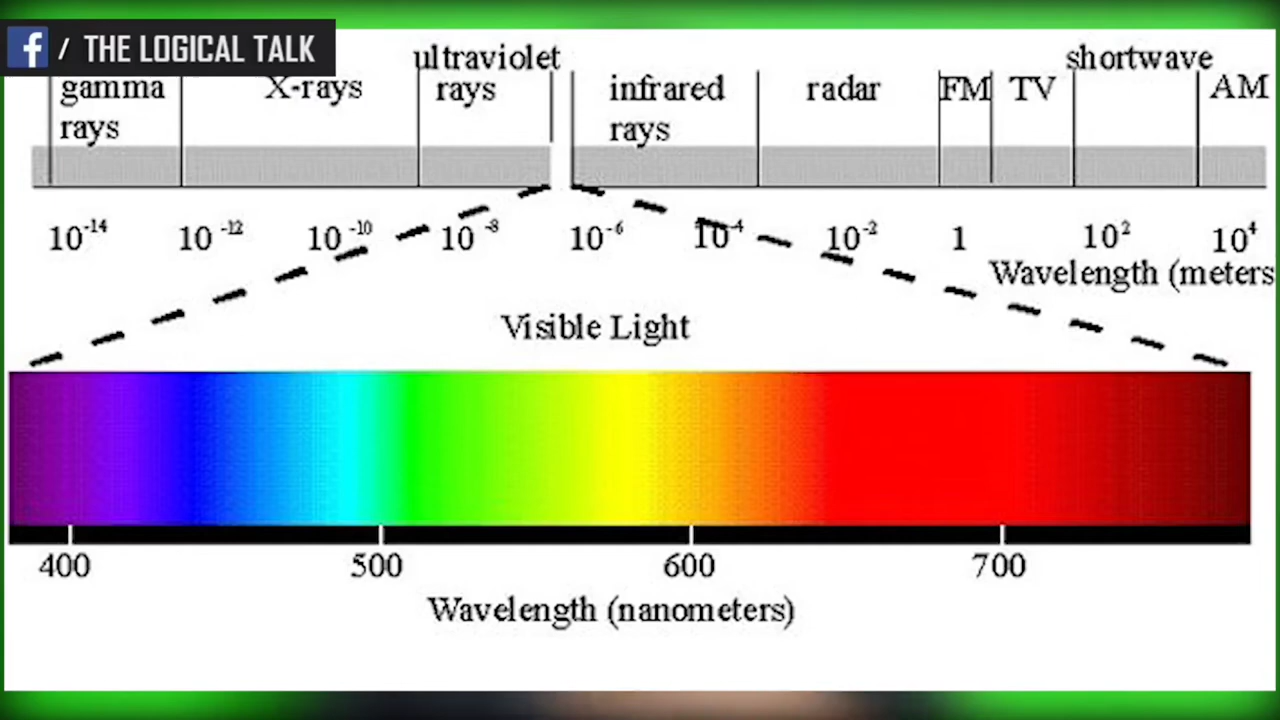 f / THE LOGICAL TALK
gamma rays
X-rays
ultraviolet rays
infrared rays
radar
FM
TV
shortwave
AM
10-14 10-12 10-10 10-8 10-6 10-4 10-2 1 102 104
Wavelength (meters
Visible Light
400 500 600 700
Wavelength (nanometers)